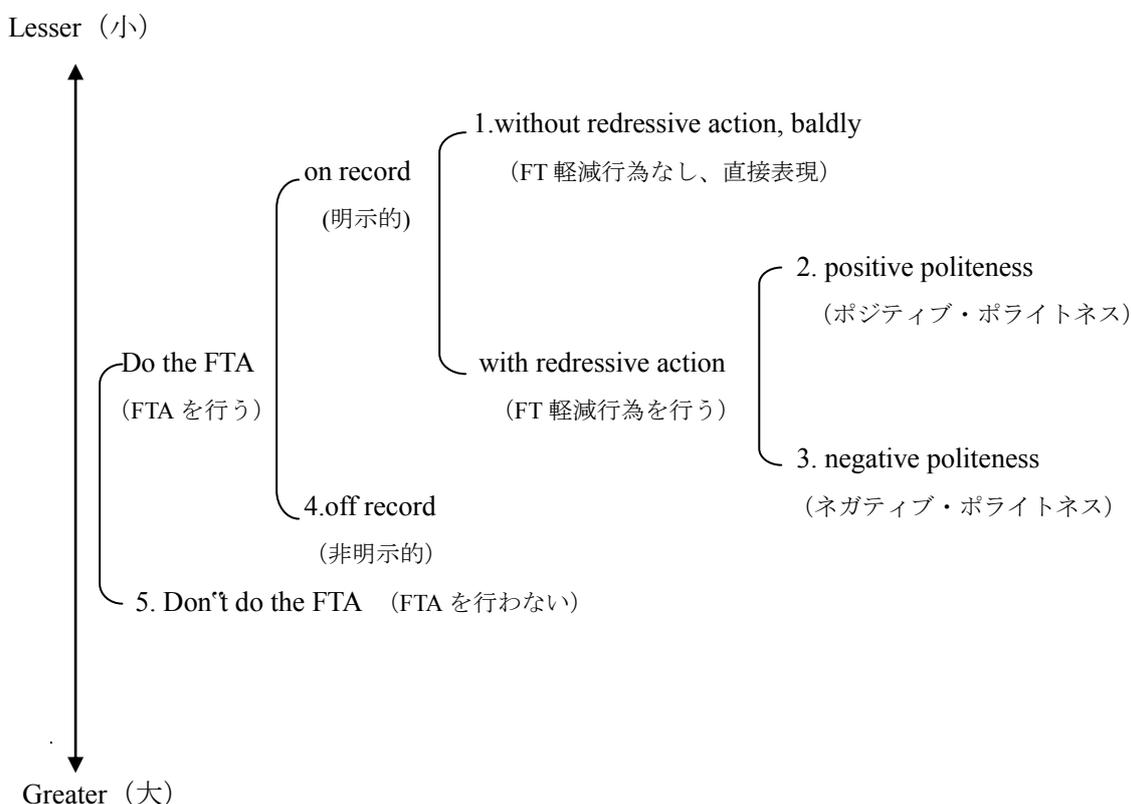 Lesser（小）
1.without redressive action, baldly
on record
（FT 軽減行為なし、直接表現）
(明示的)
2. positive politeness
（ポジティブ・ポライトネス）
Do the FTA
with redressive action
（FTA を行う）
（FT 軽減行為を行う）
3. negative politeness
4.off record
（ネガティブ・ポライトネス）
（非明示的）
5. Don‟t do the FTA （FTA を行わない）
.
Greater（大）